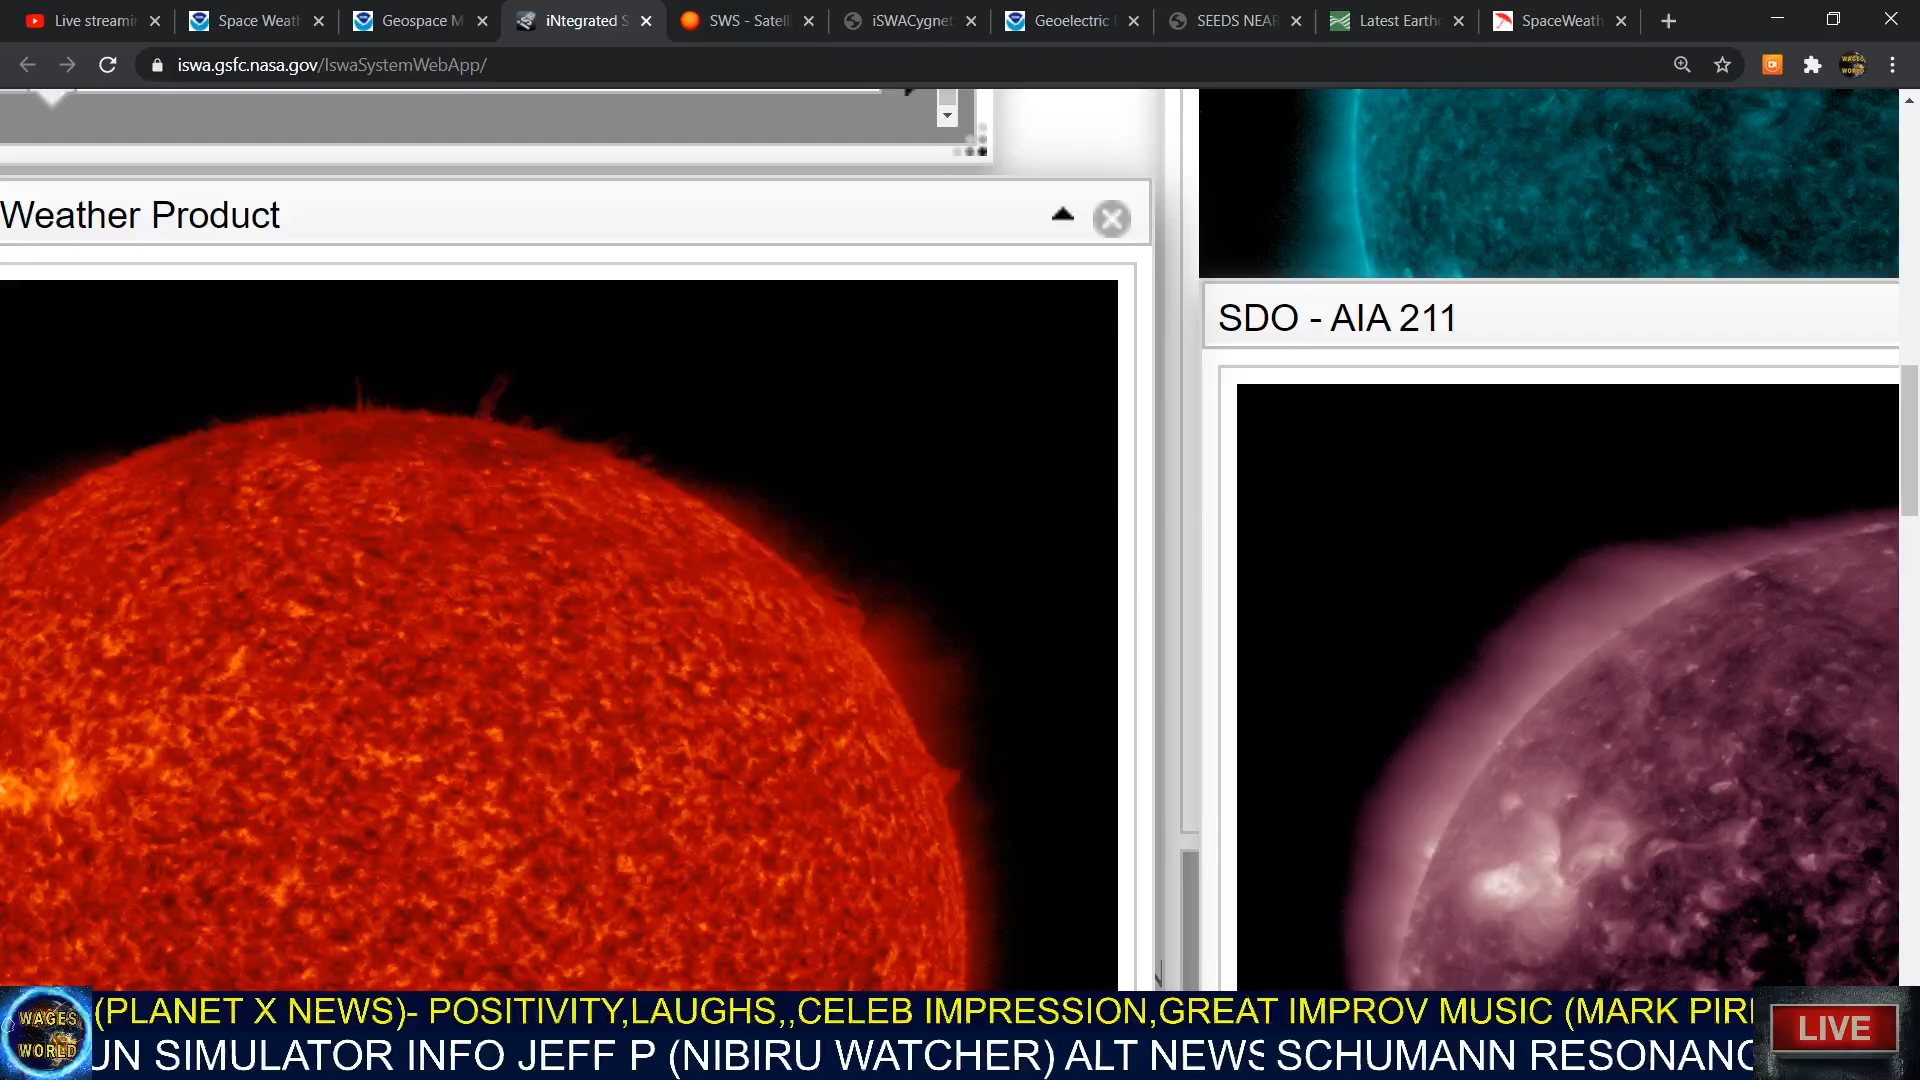 Live streami
Space Weath
Geospace M
iNtegrated S
SWS - Satell
iSWACygnet
Geoelectric
SEEDS NEAR
Latest Earth
SpaceWeath
iswa.gsfc.nasa.gov/IswaSystemWebApp/
Weather Product
SDO - AIA 211
WAGES WORLD
(PLANET X NEWS)- POSITIVITY,LAUGHS,,CELEB IMPRESSION,GREAT IMPROV MUSIC (MARK PIRI
UN SIMULATOR INFO JEFF P (NIBIRU WATCHER) ALT NEWS SCHUMANN RESONANC
LIVE